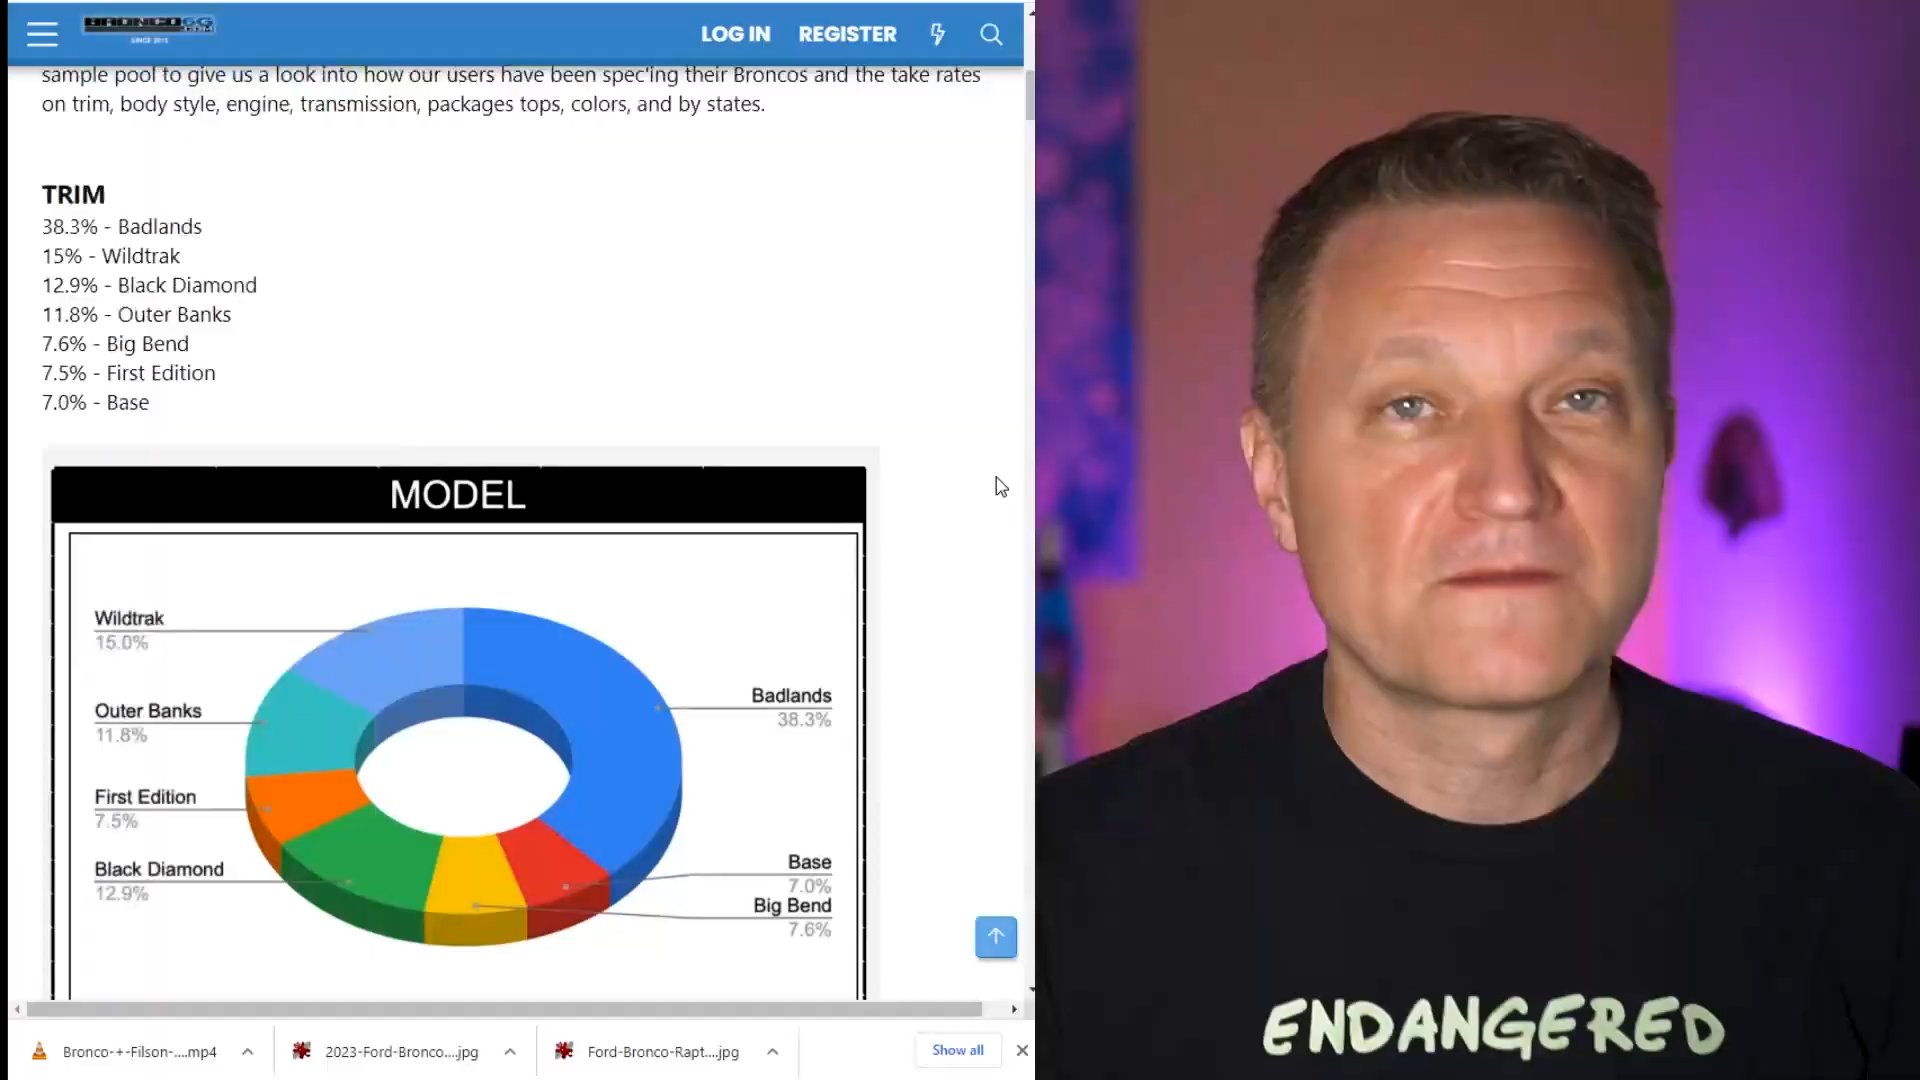 BRONCO6G
.COM
SINCE 2015
LOG IN
REGISTER
sample pool to give us a look into how our users have been spec'ing their Broncos and the take rates
on trim, body style, engine, transmission, packages tops, colors, and by states.
TRIM
38.3% - Badlands
15% - Wildtrak
12.9% - Black Diamond
11.8% - Outer Banks
7.6% - Big Bend
7.5% - First Edition
7.0% - Base
MODEL
Wildtrak
15.0%
Outer Banks
11.8%
First Edition
7.5%
Black Diamond
12.9%
Badlands
38.3%
Base
7.0%
Big Bend
7.6%
Bronco-+-Filson-....mp4
2023-Ford-Bronco....jpg
Ford-Bronco-Rapt....jpg
Show all
ENDANGERED